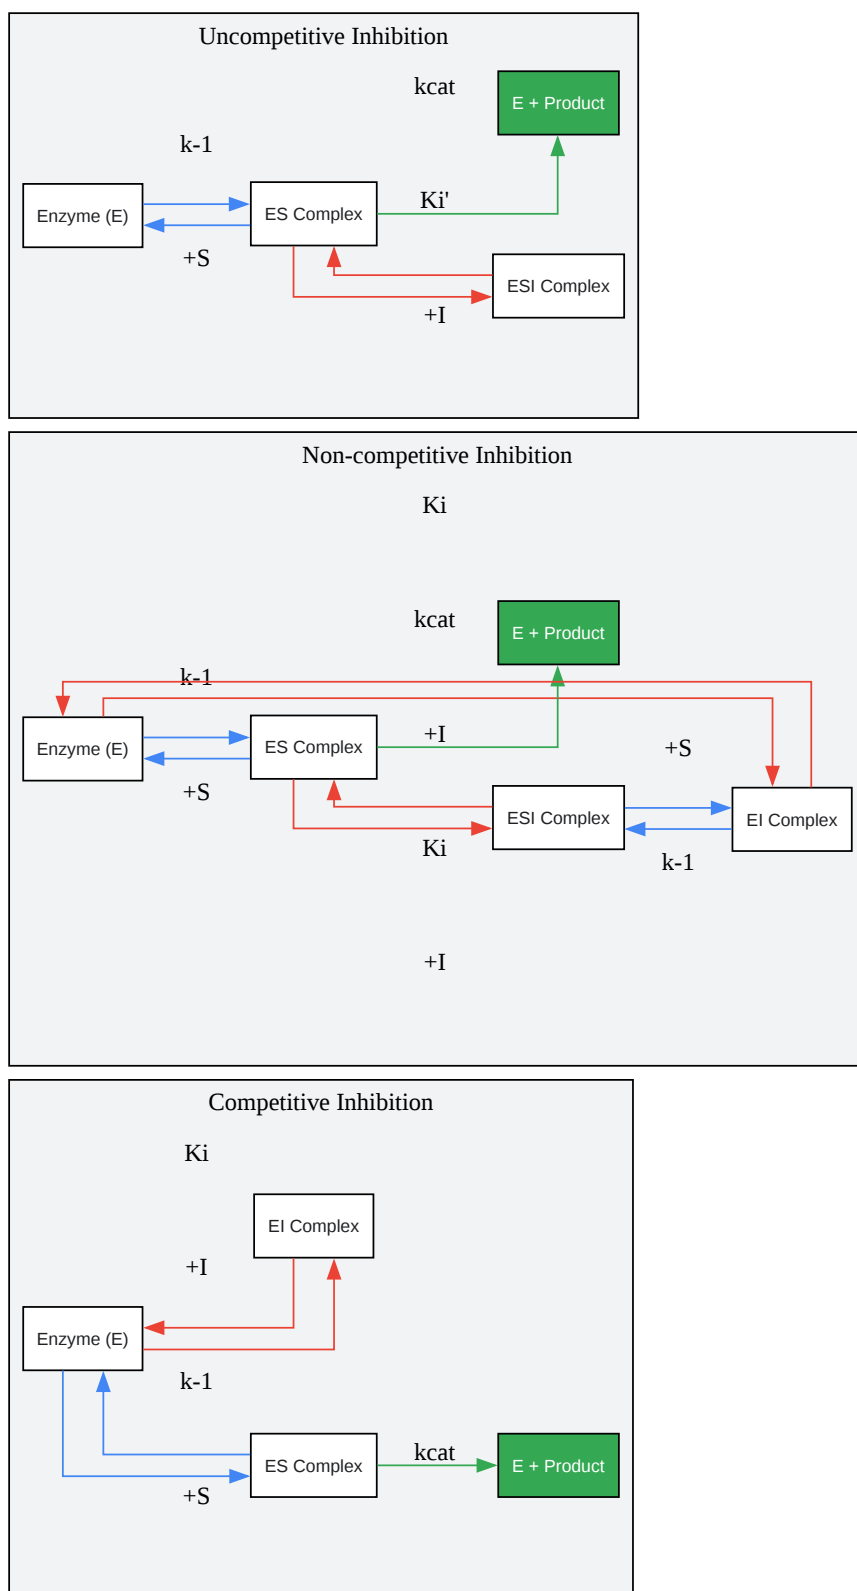 Uncompetitive Inhibition
kcat
E + Product
k-1
Enzyme (E)
ES Complex
Ki'
+S
ESI Complex
+I
Non-competitive Inhibition
Ki
kcat
E + Product
k-1
Enzyme (E)
ES Complex
+I
+S
+S
ESI Complex
EI Complex
Ki
k-1
+I
Competitive Inhibition
Ki
EI Complex
+I
Enzyme (E)
k-1
ES Complex
kcat
E + Product
+S